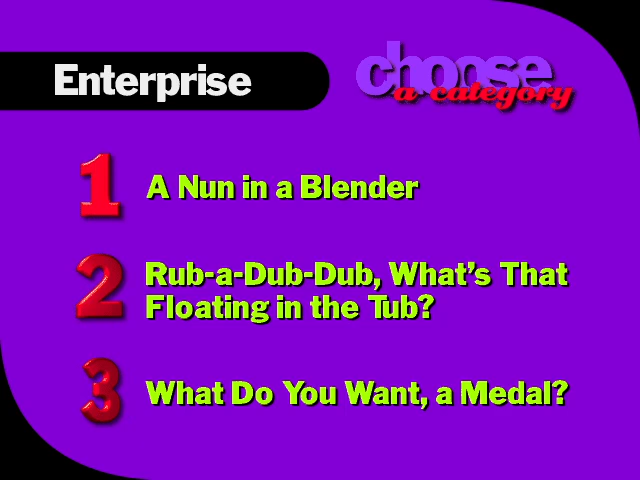 Enterprise
choose
a category
1 A Nun in a Blender
2 Rub-a-Dub-Dub, What's That
Floating in the Tub?
3 What Do You Want, a Medal?